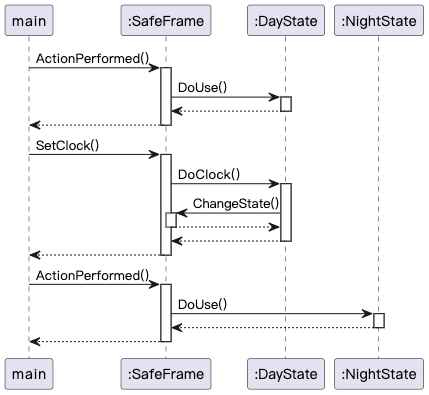 main :SafeFrame :DayState :NightState
ActionPerformed()
DoUse()
SetClock()
DoClock()
ChangeState()
ActionPerformed()
DoUse()
main :SafeFrame :DayState :NightState